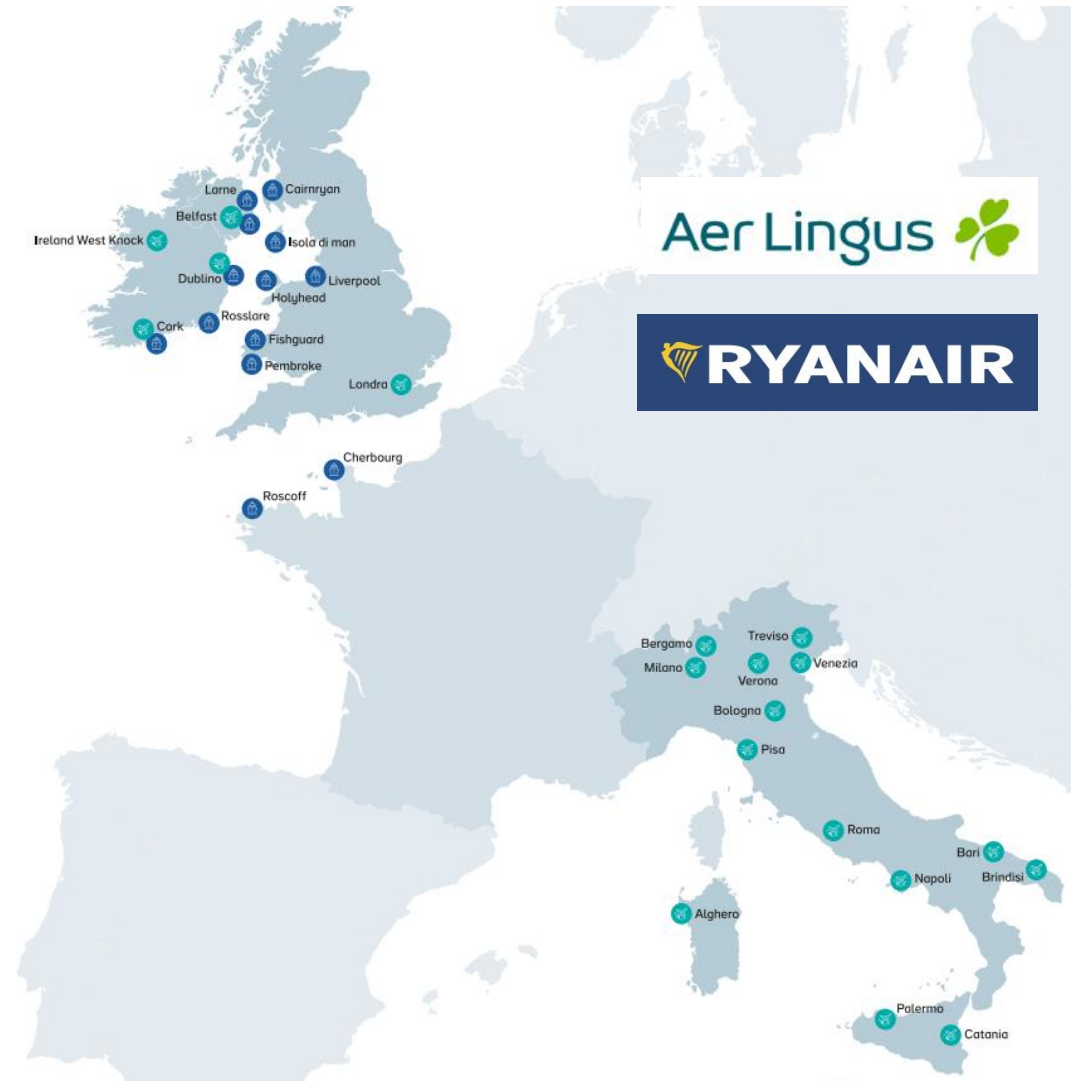 Larne
Cairnryan
Belfast
Ireland West Knock
Isola di man
Dublino
Liverpool
Holyhead
Rosslare
Cork
Fishguard
Pembroke
Londra
Aer Lingus
RYANAIR
Cherbourg
Roscoff
Treviso
Bergamo
Milano
Venezia
Verona
Bologna
Pisa
Roma
Bari
Napoli
Brindisi
Alghero
Palermo
Catania